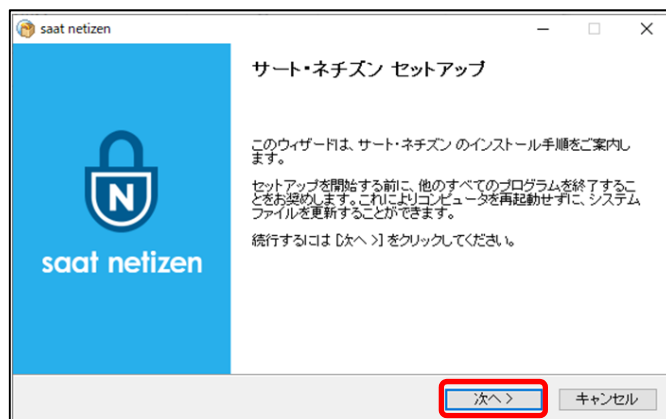 saat netizen
サート・ネチズン セットアップ
このウィザードは、サート・ネチズン のインストール手順をご案内し
ます。
セットアップを開始する前に、他のすべてのプログラムを終了するこ
とをお奨めします。これによりコンピュータを再起動せずに、システム
ファイルを更新することができます。
続行するには [次へ >] をクリックしてください。
N
saat netizen
次へ >
キャンセル